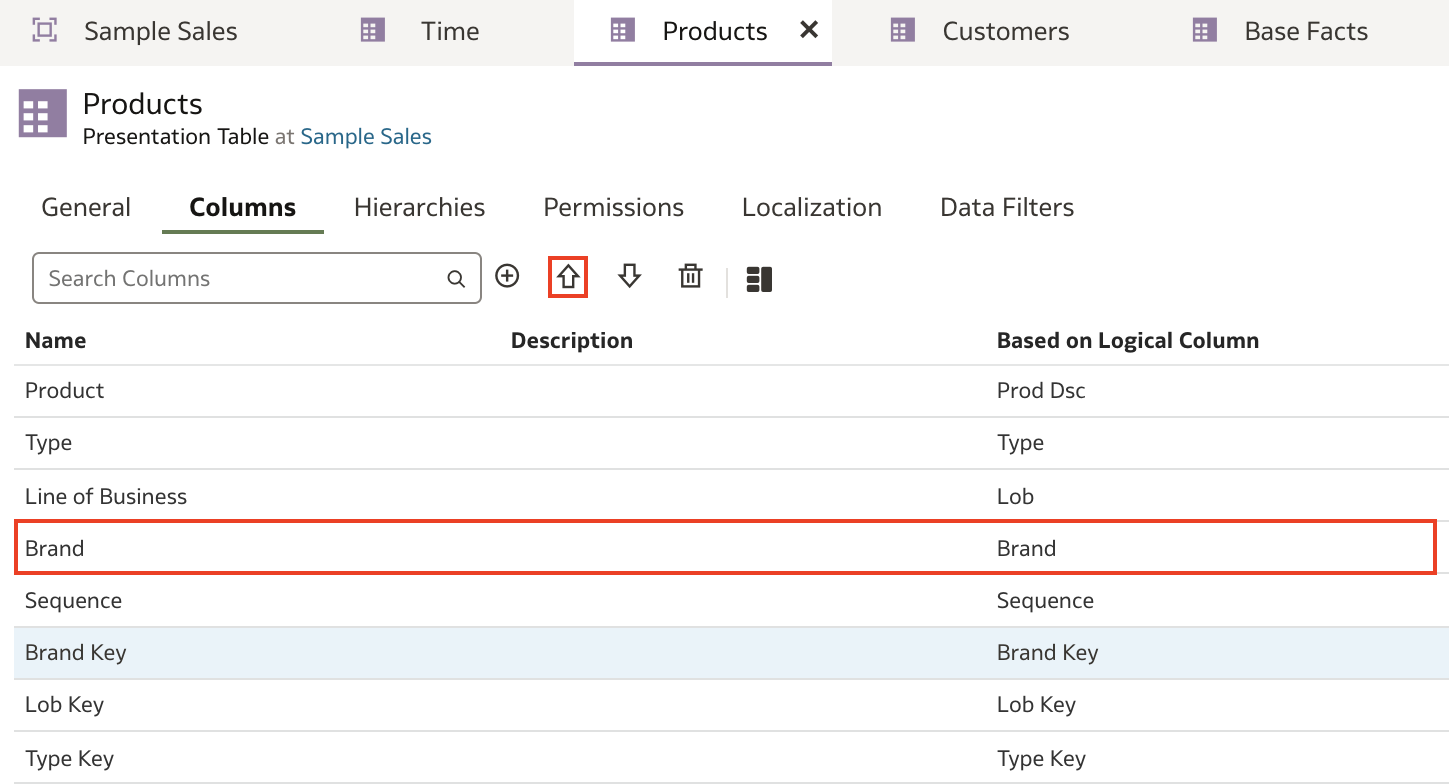 Sample Sales Time Products Customers Base Facts
Products
Presentation Table at Sample Sales
General Columns Hierarchies Permissions Localization Data Filters
Search Columns
Name Description Based on Logical Column
Product Prod Dsc
Type Type
Line of Business Lob
Brand Brand
Sequence Sequence
Brand Key Brand Key
Lob Key Lob Key
Type Key Type Key